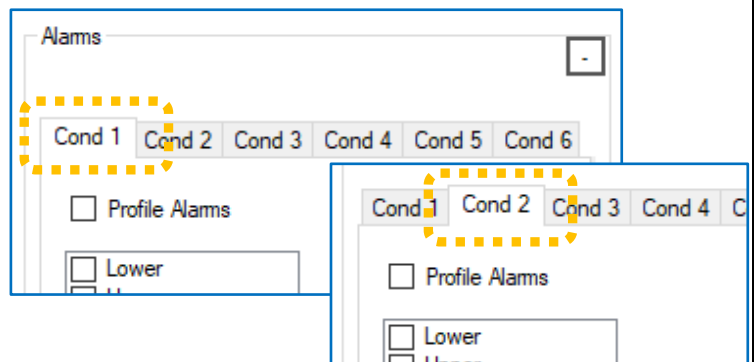 Alarms
-
Cond 1 Cond 2 Cond 3 Cond 4 Cond 5 Cond 6
Profile Alarms
Lower
Cond 1 Cond 2 Cond 3 Cond 4
Profile Alarms
Lower